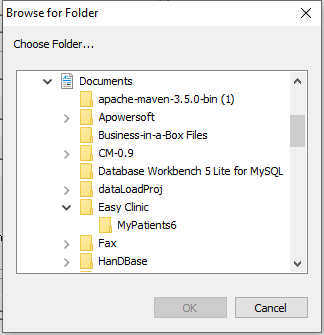 Browse for Folder
Choose Folder...
Documents
apache-maven-3.5.0-bin (1)
Apowersoft
Business-in-a-Box Files
CM-0.9
Database Workbench 5 Lite for MySQL
dataLoadProj
Easy Clinic
MyPatients6
Fax
HanDBase
OK
Cancel